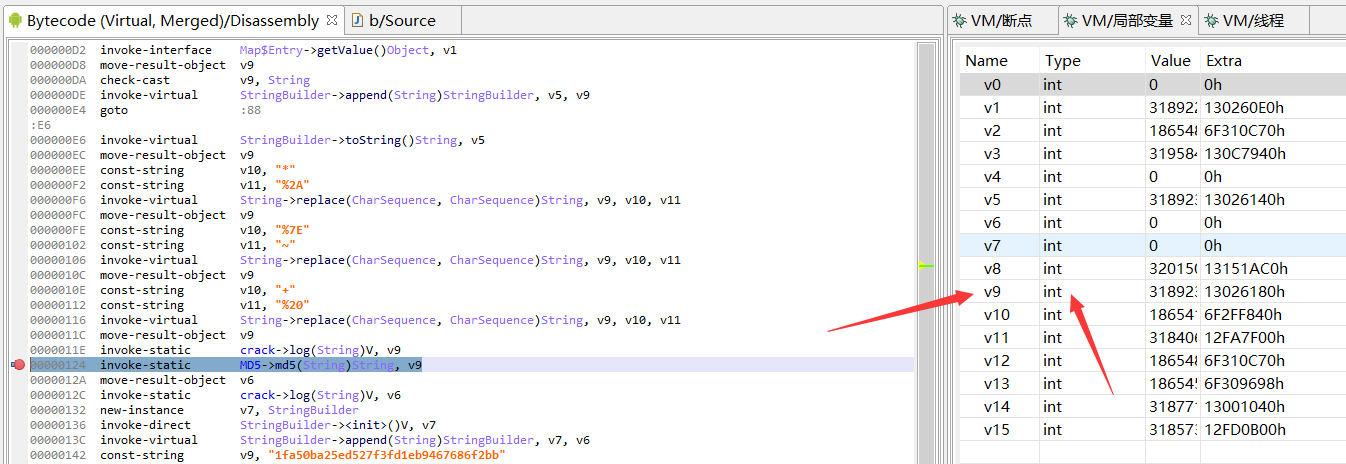 Bytecode (Virtual, Merged)/Disassembly
b/Source
000000D2 invoke-interface Map$Entry->getValue()Object, v1
000000D8 move-result-object v9
000000DA check-cast v9, String
000000DE invoke-virtual StringBuilder->append(String)StringBuilder, v5, v9
000000E4 goto :88
:E6
000000E6 invoke-virtual StringBuilder->toString()String, v5
000000EC move-result-object v9
000000EE const-string v10, "*"
000000F2 const-string v11, "%2A"
000000F6 invoke-virtual String->replace(CharSequence, CharSequence)String, v9, v10, v11
000000FC move-result-object v9
000000FE const-string v10, "%7E"
00000102 const-string v11, "~"
00000106 invoke-virtual String->replace(CharSequence, CharSequence)String, v9, v10, v11
0000010C move-result-object v9
0000010E const-string v10, "+"
00000112 const-string v11, "%20"
00000116 invoke-virtual String->replace(CharSequence, CharSequence)String, v9, v10, v11
0000011C move-result-object v9
0000011E invoke-static crack->log(String)V, v9
00000124 invoke-static MD5->md5(String)String, v9
0000012A move-result-object v6
0000012C invoke-static crack->log(String)V, v6
00000132 new-instance v7, StringBuilder
00000136 invoke-direct StringBuilder-><init>()V, v7
0000013C invoke-virtual StringBuilder->append(String)StringBuilder, v7, v6
00000142 const-string v9, "1fa50ba25ed527f3fd1eb9467686f2bb"
VM/断点
VM/局部变量
VM/线程
Name Type Value Extra
v0 int 0 0h
v1 int 318922 130260E0h
v2 int 186548 6F310C70h
v3 int 319584 130C7940h
v4 int 0 0h
v5 int 318923 13026140h
v6 int 0 0h
v7 int 0 0h
v8 int 320150 13151AC0h
v9 int 318923 13026180h
v10 int 186541 6F2FF840h
v11 int 318406 12FA7F00h
v12 int 186548 6F310C70h
v13 int 186545 6F309698h
v14 int 318771 13001040h
v15 int 318573 12FD0B00h